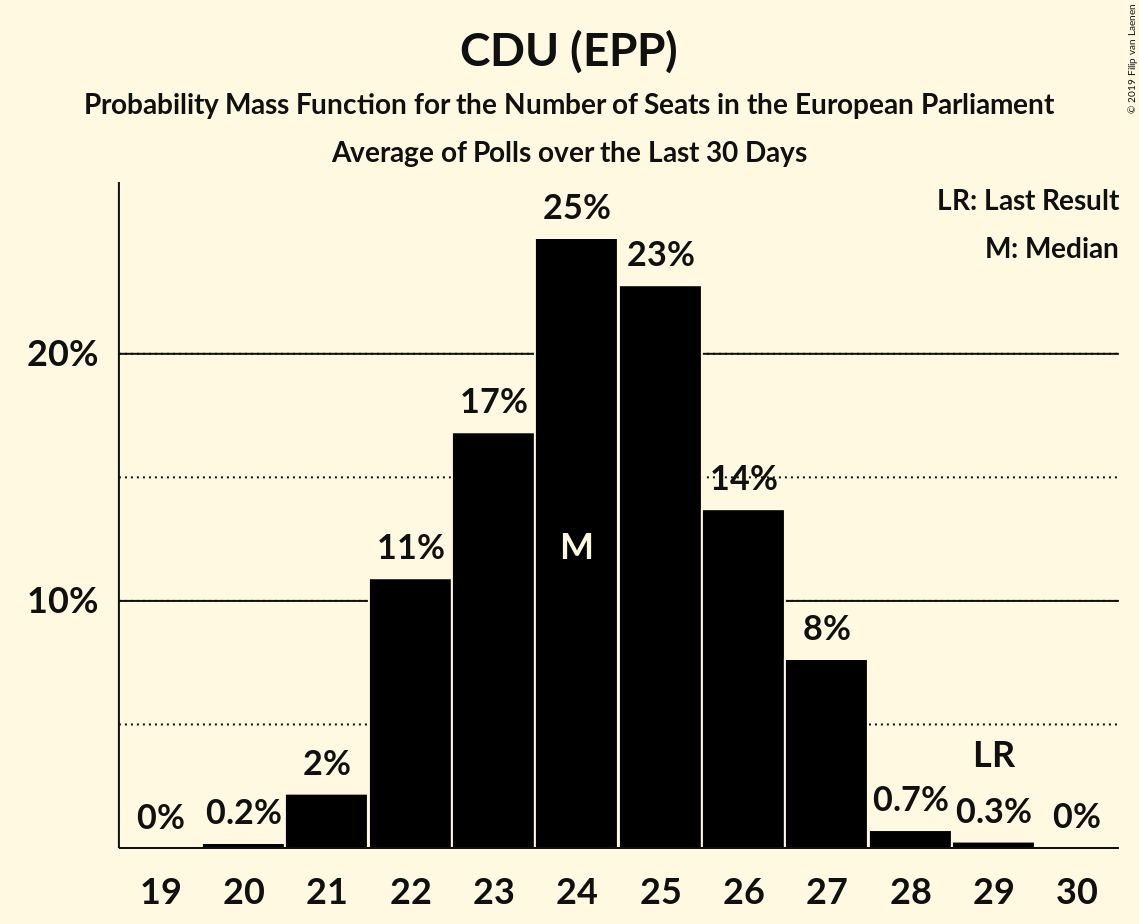 CDU (EPP)
Probability Mass Function for the Number of Seats in the European Parliament
Average of Polls over the Last 30 Days
© 2019 Filip van Laenen
LR: Last Result
M: Median
20%
10%
0%
0.2%
2%
11%
17%
25%
23%
14%
8%
0.7%
0.3%
0%
M
LR
19 20 21 22 23 24 25 26 27 28 29 30